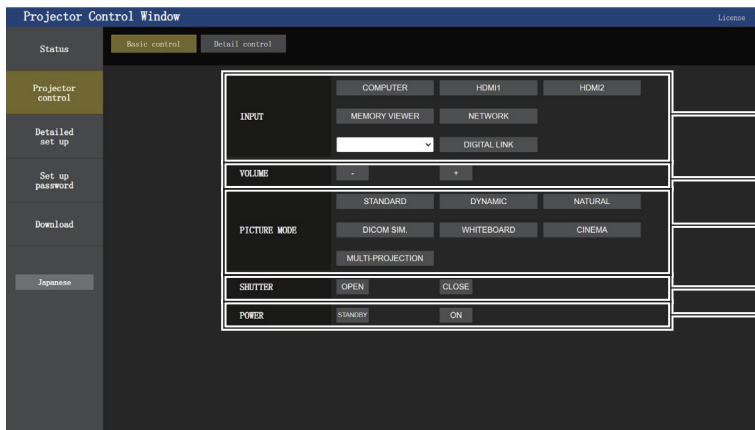 Projector Control Window
License
Status
Basic control
Detail control
Projector
control
Detailed
set up
Set up
password
Download
Japanese
INPUT
COMPUTER
HDMI1
HDMI2
MEMORY VIEWER
NETWORK
DIGITAL LINK
VOLUME
-
+
PICTURE MODE
STANDARD
DYNAMIC
NATURAL
DICOM SIM.
WHITEBOARD
CINEMA
MULTI-PROJECTION
SHUTTER
OPEN
CLOSE
POWER
STANDBY
ON